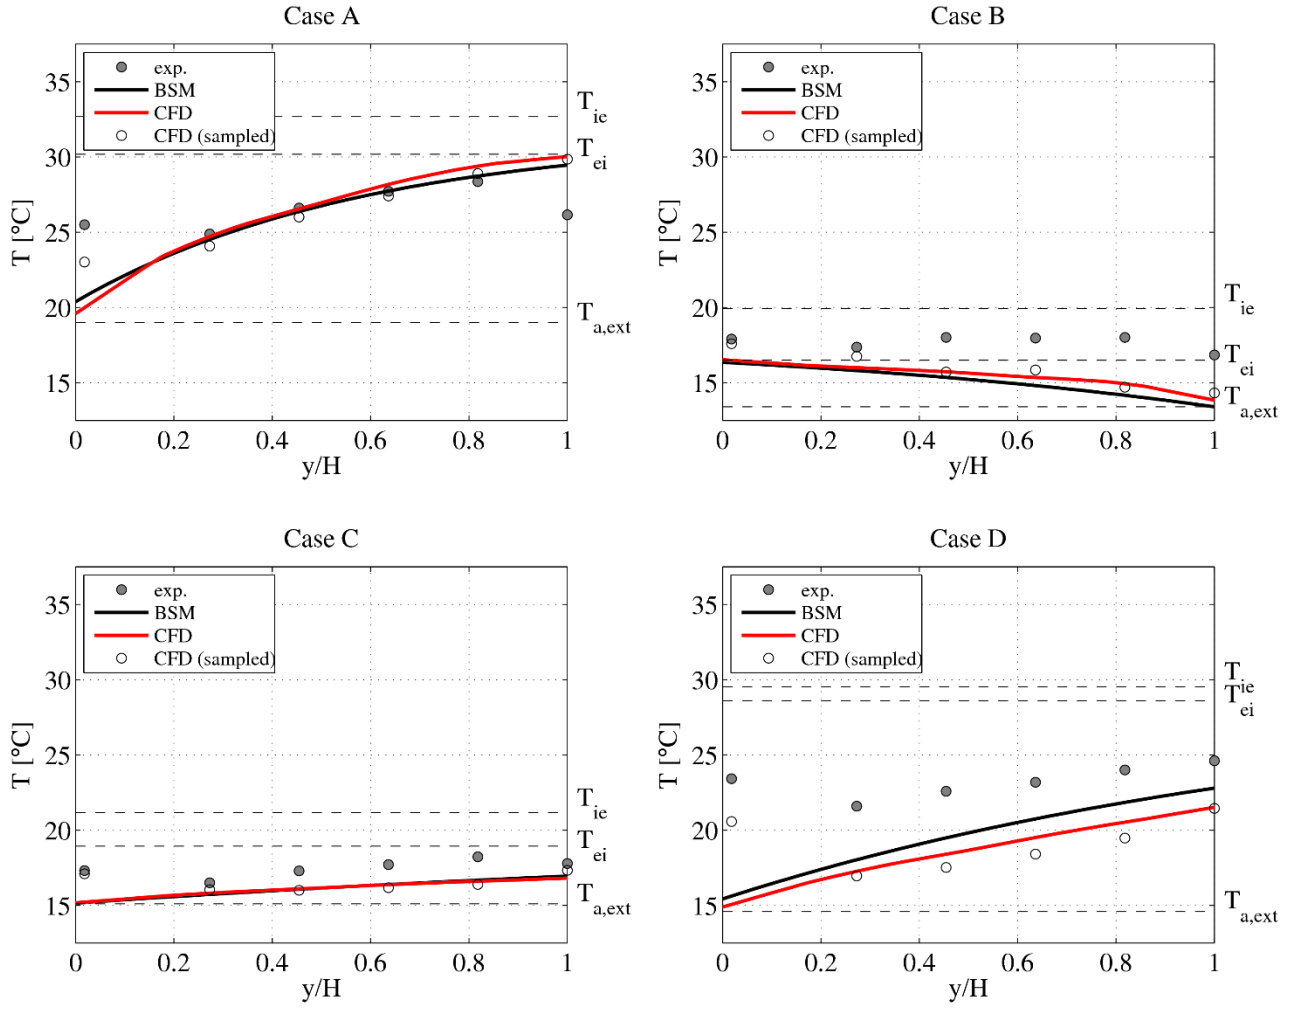 Case A
exp.
BSM
CFD
CFD (sampled)
T [°C]
35
30
25
20
15
0
0.2
0.4
0.6
0.8
1
y/H
T_ie
T_ei
T_a,ext
Case B
exp.
BSM
CFD
CFD (sampled)
T [°C]
35
30
25
20
15
0
0.2
0.4
0.6
0.8
1
y/H
T_ie
T_ei
T_a,ext
Case C
exp.
BSM
CFD
CFD (sampled)
T [°C]
35
30
25
20
15
0
0.2
0.4
0.6
0.8
1
y/H
T_ie
T_ei
T_a,ext
Case D
exp.
BSM
CFD
CFD (sampled)
T [°C]
35
30
25
20
15
0
0.2
0.4
0.6
0.8
1
y/H
T_ie
T_ei
T_a,ext